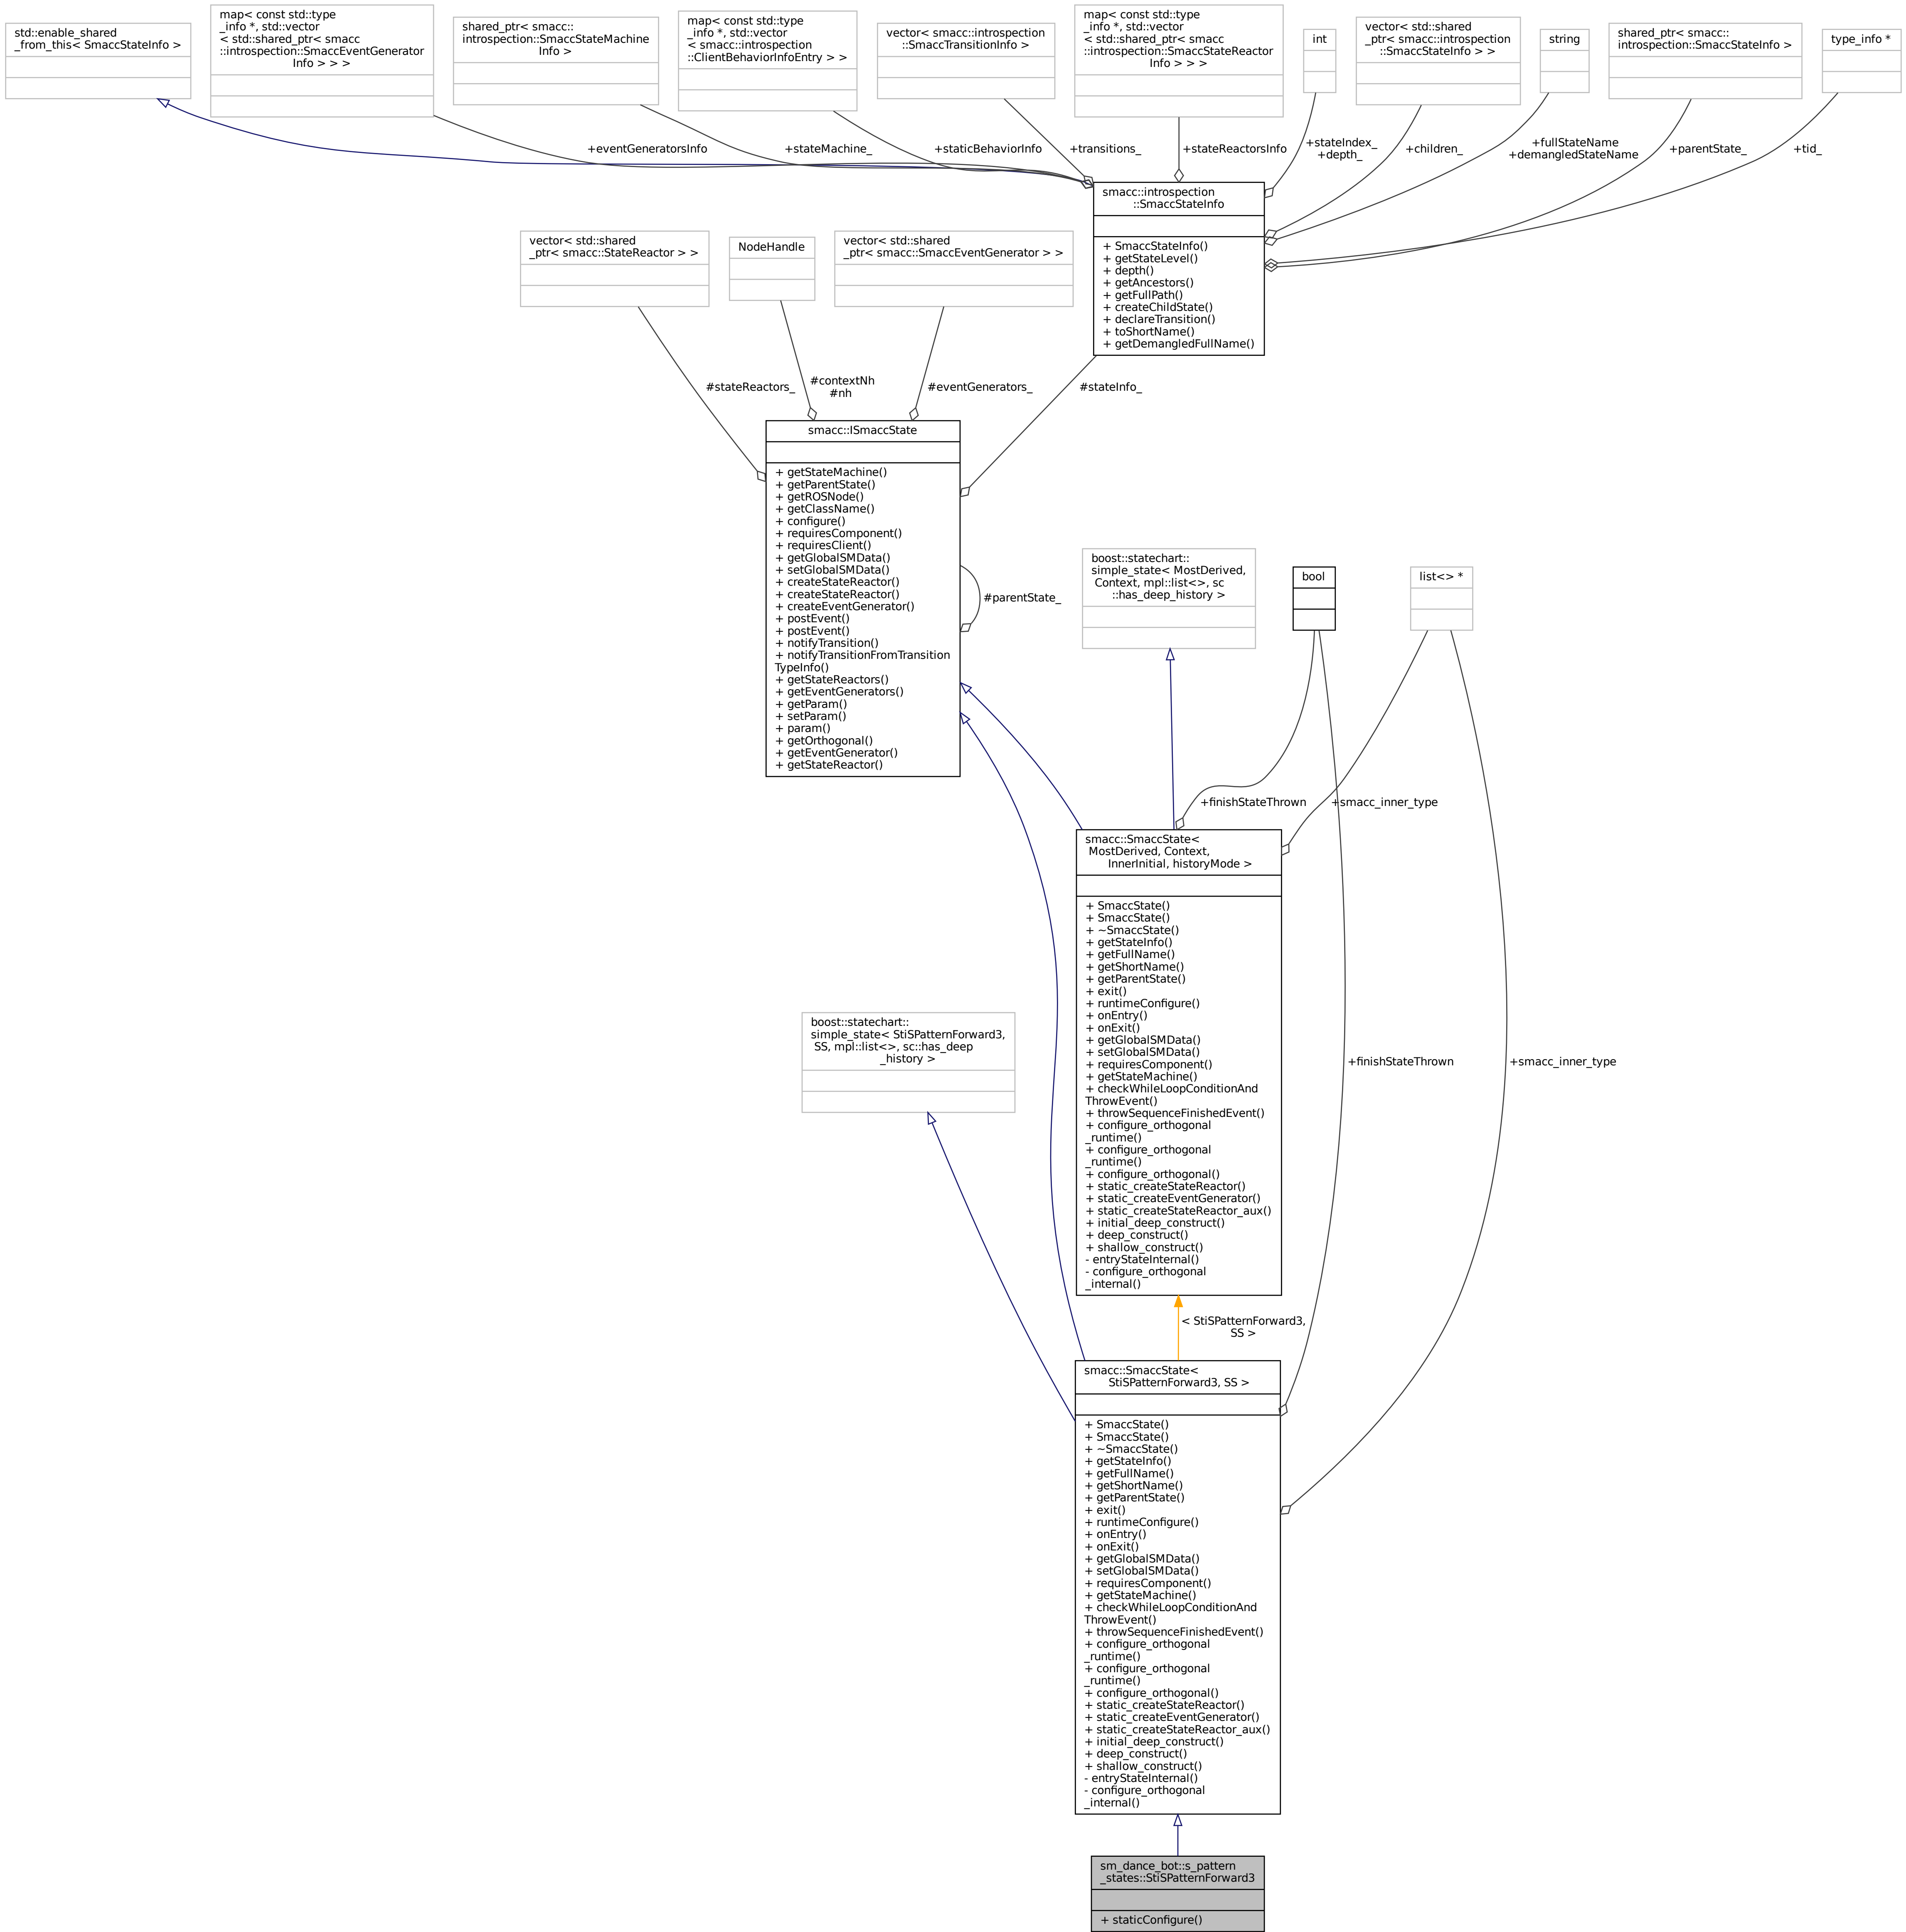 std::enable_shared
_from_this< SmaccStateInfo >
map< const std::type
_info *, std::vector
< std::shared_ptr< smacc
::introspection::SmaccEventGenerator
Info > > >
shared_ptr< smacc::
introspection::SmaccStateMachine
Info >
map< const std::type
_info *, std::vector
< smacc::introspection
::ClientBehaviorInfoEntry > >
vector< smacc::introspection
::SmaccTransitionInfo >
map< const std::type
_info *, std::vector
< std::shared_ptr< smacc
::introspection::SmaccStateReactor
Info > > >
int
vector< std::shared
_ptr< smacc::introspection
::SmaccStateInfo > >
string
shared_ptr< smacc::
introspection::SmaccStateInfo >
type_info *
+eventGeneratorsInfo
+stateMachine_
+staticBehaviorInfo
+transitions_
+stateReactorsInfo
+stateIndex_
+depth_
+children_
+fullStateName
+demangledStateName
+parentState_
+tid_
smacc::introspection
::SmaccStateInfo
+ SmaccStateInfo()
+ getStateLevel()
+ depth()
+ getAncestors()
+ getFullPath()
+ createChildState()
+ declareTransition()
+ toShortName()
+ getDemangledFullName()
vector< std::shared
_ptr< smacc::StateReactor > >
NodeHandle
vector< std::shared
_ptr< smacc::SmaccEventGenerator > >
#stateReactors_
#contextNh
#nh
#eventGenerators_
#stateInfo_
smacc::ISmaccState
+ getStateMachine()
+ getParentState()
+ getROSNode()
+ getClassName()
+ configure()
+ requiresComponent()
+ requiresClient()
+ getGlobalSMData()
+ setGlobalSMData()
+ createStateReactor()
+ createStateReactor()
+ createEventGenerator()
+ postEvent()
+ postEvent()
+ notifyTransition()
+ notifyTransitionFromTransition
TypeInfo()
+ getStateReactors()
+ getEventGenerators()
+ getParam()
+ setParam()
+ param()
+ getOrthogonal()
+ getEventGenerator()
+ getStateReactor()
#parentState_
boost::statechart::
simple_state< MostDerived,
Context, mpl::list<>, sc
::has_deep_history >
bool
list<> *
+finishStateThrown
+smacc_inner_type
smacc::SmaccState<
MostDerived, Context,
InnerInitial, historyMode >
+ SmaccState()
+ SmaccState()
+ ~SmaccState()
+ getStateInfo()
+ getFullName()
+ getShortName()
+ getParentState()
+ exit()
+ runtimeConfigure()
+ onEntry()
+ onExit()
+ getGlobalSMData()
+ setGlobalSMData()
+ requiresComponent()
+ getStateMachine()
+ checkWhileLoopConditionAnd
ThrowEvent()
+ throwSequenceFinishedEvent()
+ configure_orthogonal
_runtime()
+ configure_orthogonal
_runtime()
+ configure_orthogonal()
+ static_createStateReactor()
+ static_createEventGenerator()
+ static_createStateReactor_aux()
+ initial_deep_construct()
+ deep_construct()
+ shallow_construct()
- entryStateInternal()
- configure_orthogonal
_internal()
boost::statechart::
simple_state< StiSPatternForward3,
SS, mpl::list<>, sc::has_deep
_history >
+finishStateThrown
+smacc_inner_type
< StiSPatternForward3,
SS >
smacc::SmaccState<
StiSPatternForward3, SS >
+ SmaccState()
+ SmaccState()
+ ~SmaccState()
+ getStateInfo()
+ getFullName()
+ getShortName()
+ getParentState()
+ exit()
+ runtimeConfigure()
+ onEntry()
+ onExit()
+ getGlobalSMData()
+ setGlobalSMData()
+ requiresComponent()
+ getStateMachine()
+ checkWhileLoopConditionAnd
ThrowEvent()
+ throwSequenceFinishedEvent()
+ configure_orthogonal
_runtime()
+ configure_orthogonal
_runtime()
+ configure_orthogonal()
+ static_createStateReactor()
+ static_createEventGenerator()
+ static_createStateReactor_aux()
+ initial_deep_construct()
+ deep_construct()
+ shallow_construct()
- entryStateInternal()
- configure_orthogonal
_internal()
sm_dance_bot::s_pattern
_states::StiSPatternForward3
+ staticConfigure()